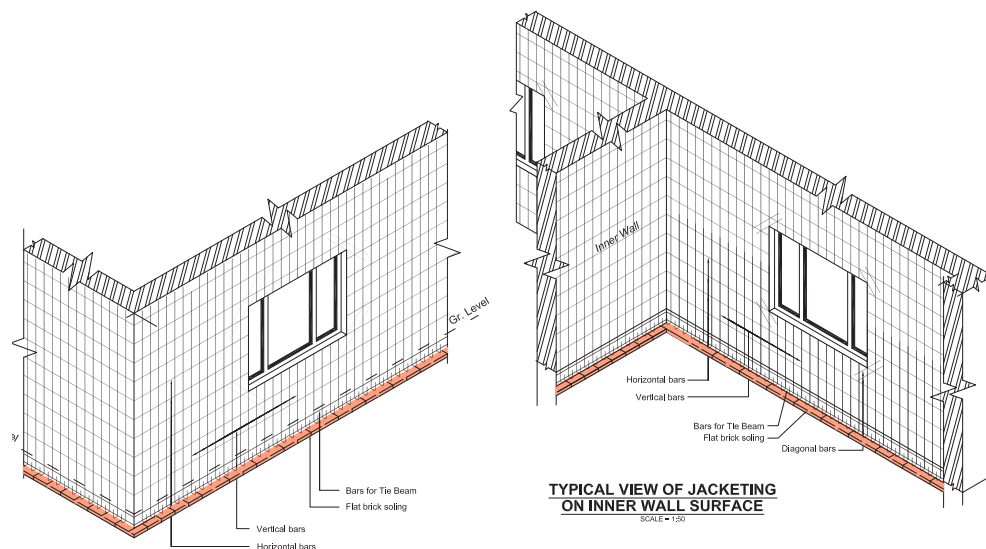 Gr. Level
Bars for Tie Beam
Flat brick soling
Vertical bars
Horizontal bars
Inner Wall
Horizontal bars
Vertical bars
Bars for Tie Beam
Flat brick soling
Diagonal bars
TYPICAL VIEW OF JACKETING
ON INNER WALL SURFACE
SCALE - 1:50